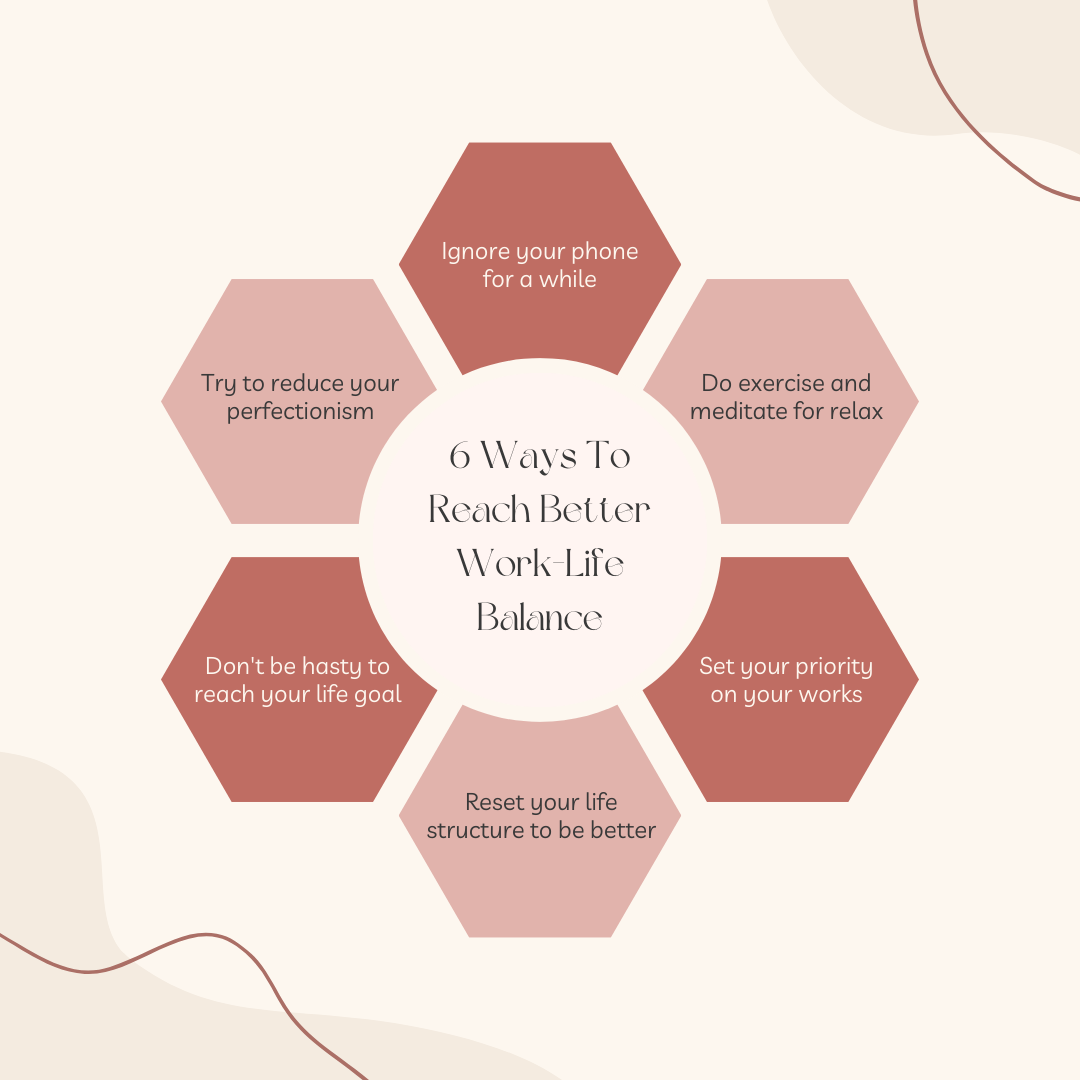 Ignore your phone
for a while
Do exercise and
meditate for relax
Set your priority
on your works
Reset your life
structure to be better
Don't be hasty to
reach your life goal
Try to reduce your
perfectionism
6 Ways To
Reach Better
Work-Life
Balance